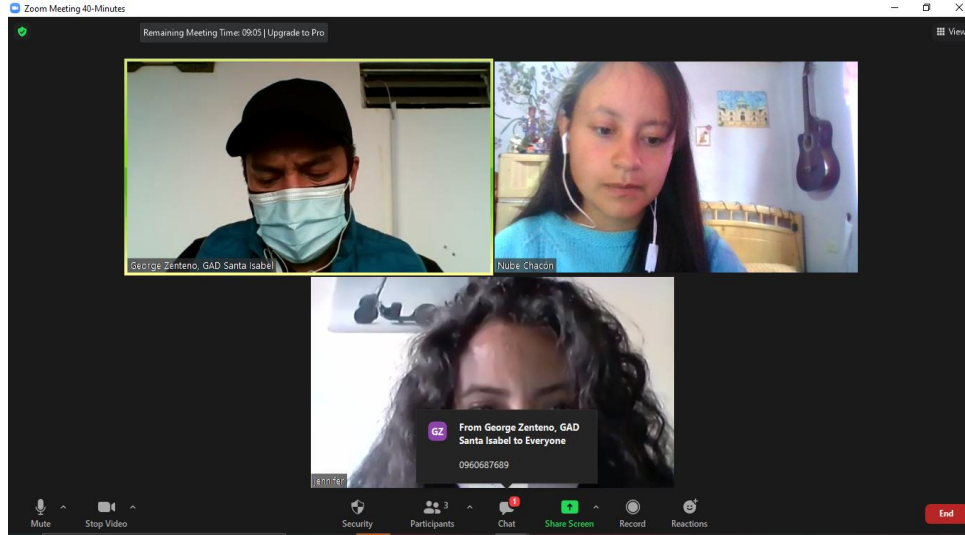 Zoom Meeting 40-Minutes
Remaining Meeting Time: 09:05 | Upgrade to Pro
View
George Zenteno, GAD Santa Isabel
Nube Chacón
jennifer
GZ
From George Zenteno, GAD
Santa Isabel to Everyone
0960687689
Mute
Stop Video
Security
Participants
3
Chat
1
Share Screen
Record
Reactions
End